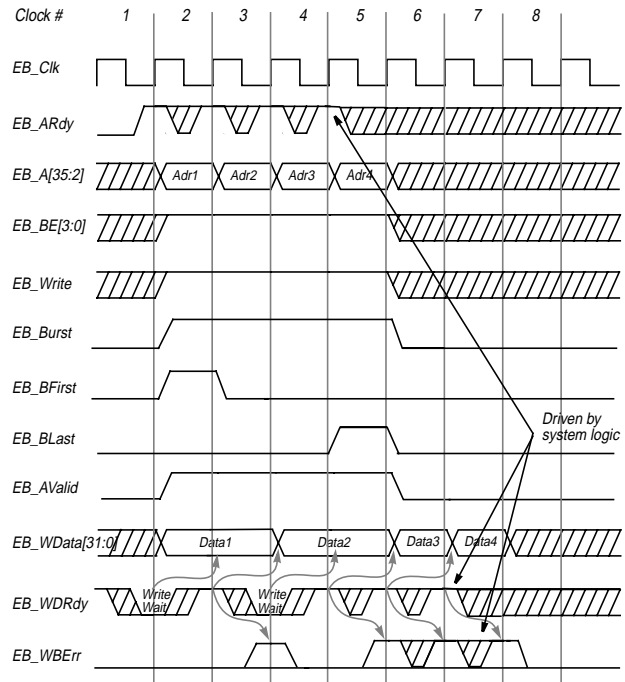 Clock # 1 2 3 4 5 6 7 8
EB_Clk
EB_ARdy
EB_A[35:2] Adr1 Adr2 Adr3 Adr4
EB_BE[3:0]
EB_Write
EB_Burst
EB_BFirst
Driven by
system logic
EB_BLast
EB_AValid
EB_WData[31:0] Data1 Data2 Data3 Data4
EB_WDRdy
Write
Wait
Write
Wait
EB_WBErr